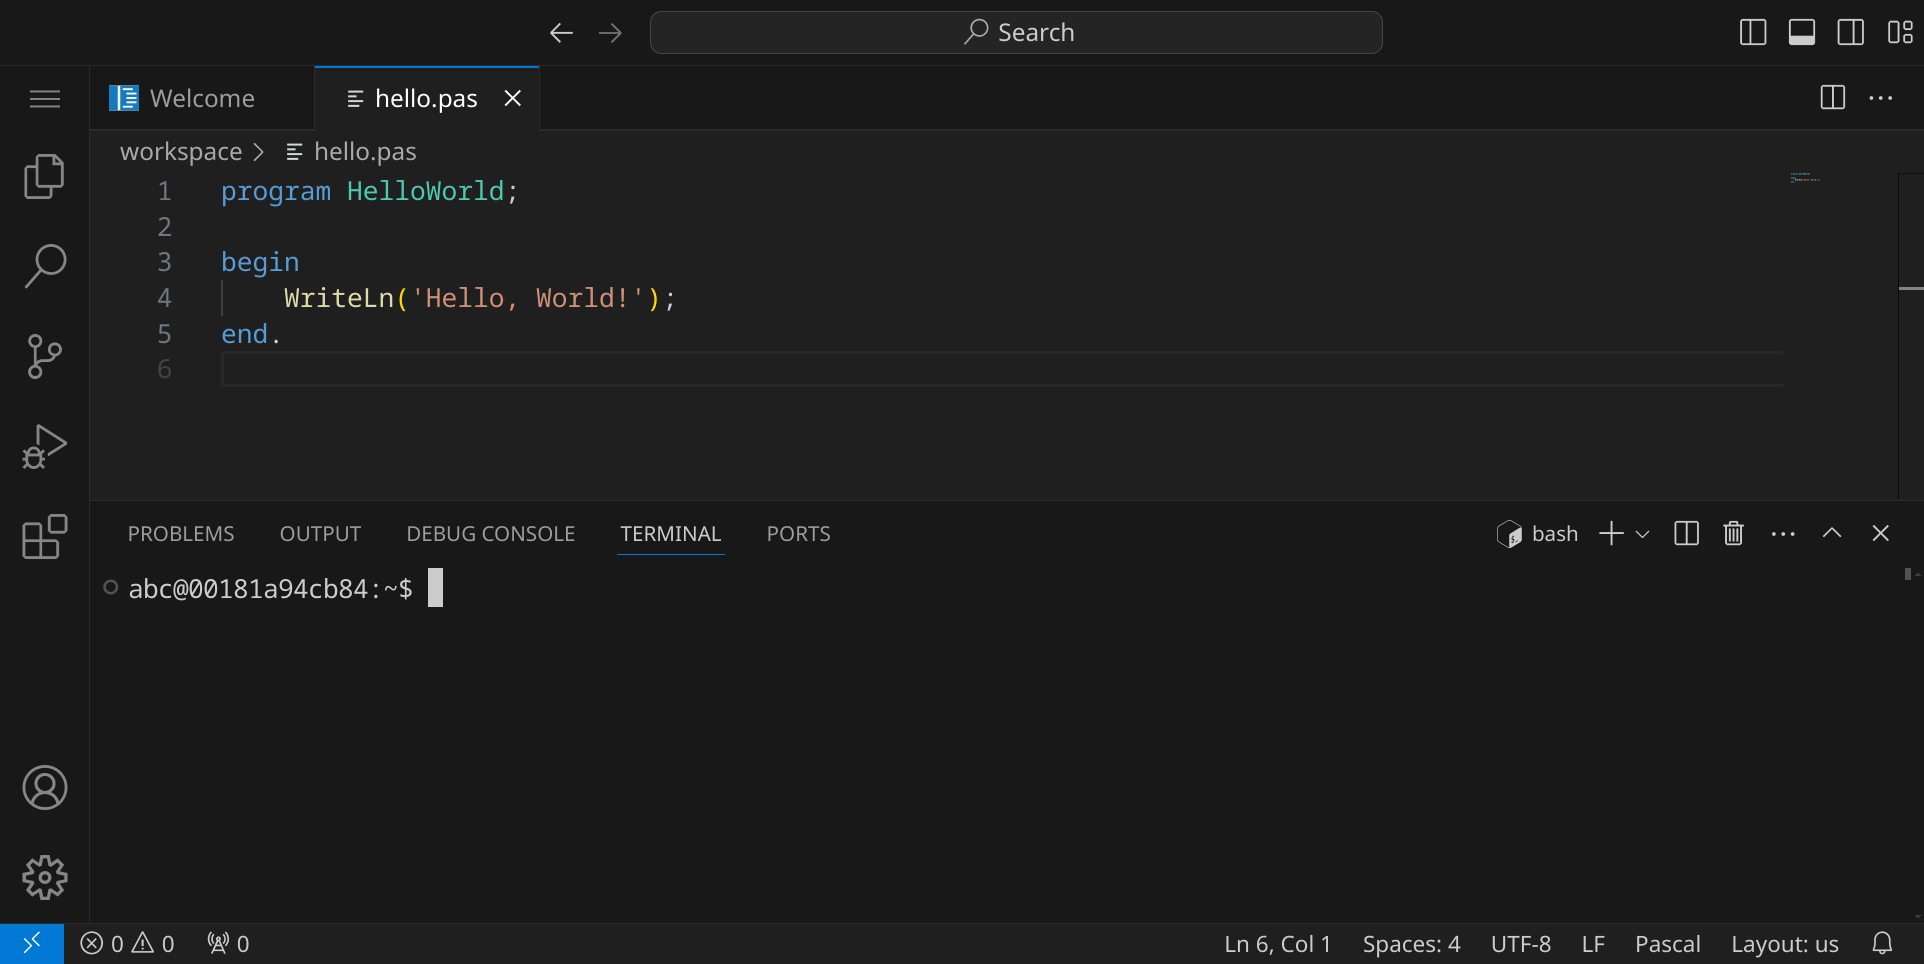 Search
Welcome
hello.pas
workspace
hello.pas
1 program HelloWorld;
2
3 begin
4 WriteLn('Hello, World!');
5 end.
6
PROBLEMS OUTPUT DEBUG CONSOLE TERMINAL PORTS
bash
abc@00181a94cb84:~$
0 0 0
Ln 6, Col 1 Spaces: 4 UTF-8 LF Pascal Layout: us